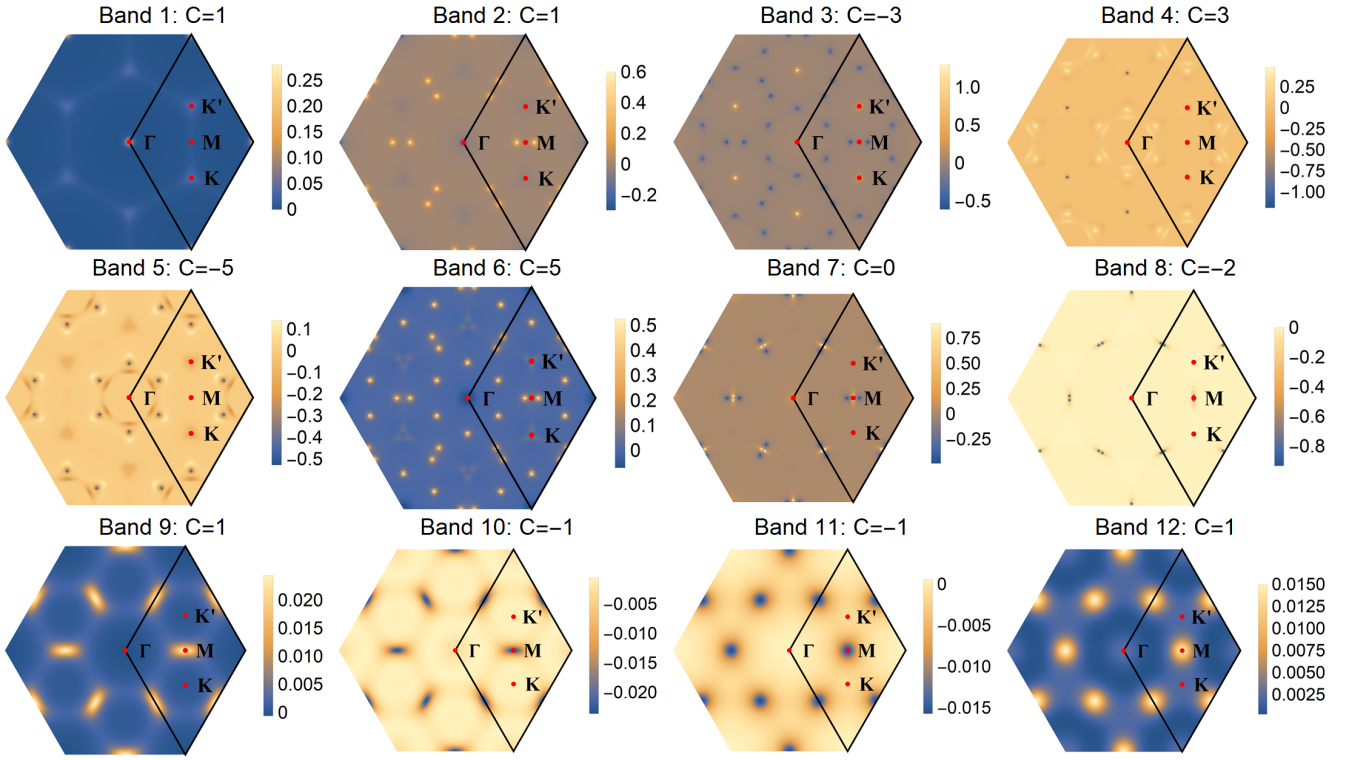 Band 1: C=1
0.25
0.20
0.15
0.10
0.05
0
K'
Γ
M
K
Band 2: C=1
0.6
0.4
0.2
0
−0.2
K'
Γ
M
K
Band 3: C=−3
1.0
0.5
0
−0.5
K'
Γ
M
K
Band 4: C=3
0.25
0
−0.25
−0.50
−0.75
−1.00
K'
Γ
M
K
Band 5: C=−5
0.1
0
−0.1
−0.2
−0.3
−0.4
−0.5
K'
Γ
M
K
Band 6: C=5
0.5
0.4
0.3
0.2
0.1
0
K'
Γ
M
K
Band 7: C=0
0.75
0.50
0.25
0
−0.25
K'
Γ
M
K
Band 8: C=−2
0
−0.2
−0.4
−0.6
−0.8
K'
Γ
M
K
Band 9: C=1
0.020
0.015
0.010
0.005
0
K'
Γ
M
K
Band 10: C=−1
−0.005
−0.010
−0.015
−0.020
K'
Γ
M
K
Band 11: C=−1
0
−0.005
−0.010
−0.015
K'
Γ
M
K
Band 12: C=1
0.0150
0.0125
0.0100
0.0075
0.0050
0.0025
K'
Γ
M
K